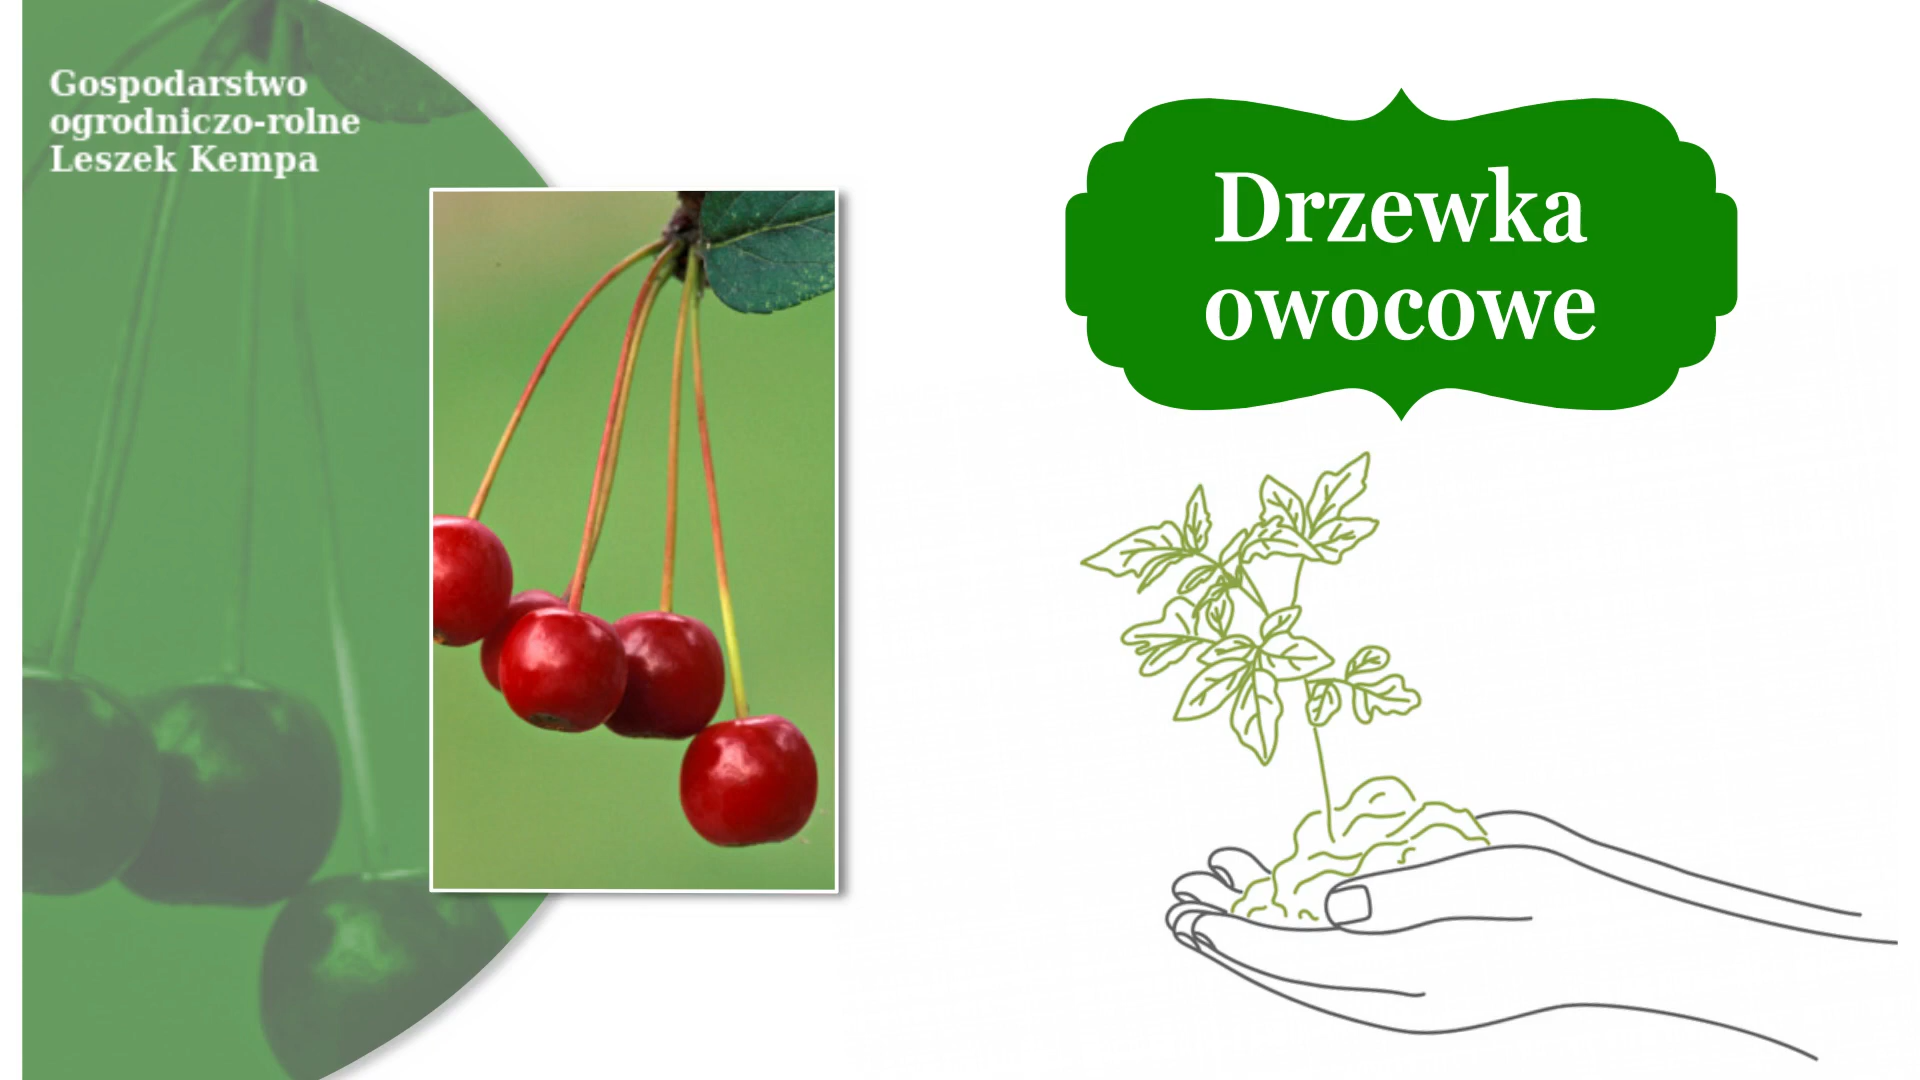 Gospodarstwo
ogrodniczo-rolne
Leszek Kempa
Drzewka
owocowe